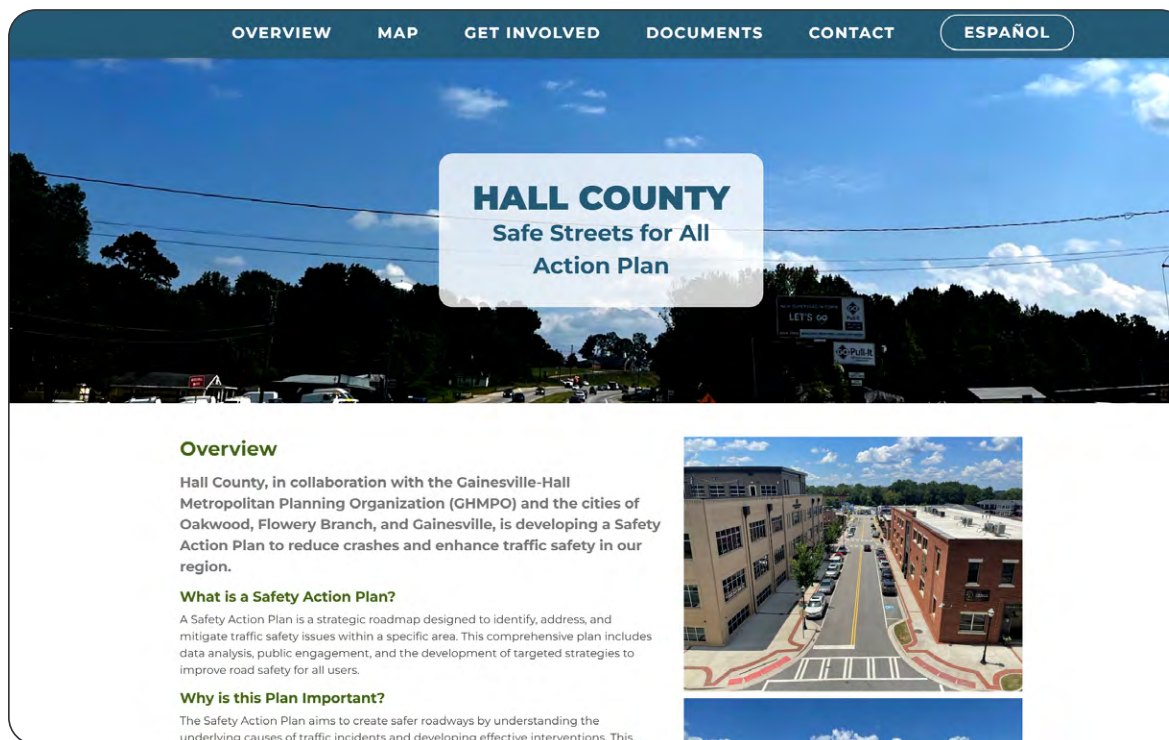 OVERVIEW MAP GET INVOLVED DOCUMENTS CONTACT ESPAÑOL
HALL COUNTY
Safe Streets for All
Action Plan
LET'S GO
GO Pull-It
Overview
Hall County, in collaboration with the Gainesville-Hall
Metropolitan Planning Organization (GHMPO) and the cities of
Oakwood, Flowery Branch, and Gainesville, is developing a Safety
Action Plan to reduce crashes and enhance traffic safety in our
region.
What is a Safety Action Plan?
A Safety Action Plan is a strategic roadmap designed to identify, address, and
mitigate traffic safety issues within a specific area. This comprehensive plan includes
data analysis, public engagement, and the development of targeted strategies to
improve road safety for all users.
Why is this Plan Important?
The Safety Action Plan aims to create safer roadways by understanding the
underlying causes of traffic incidents and developing effective interventions. This